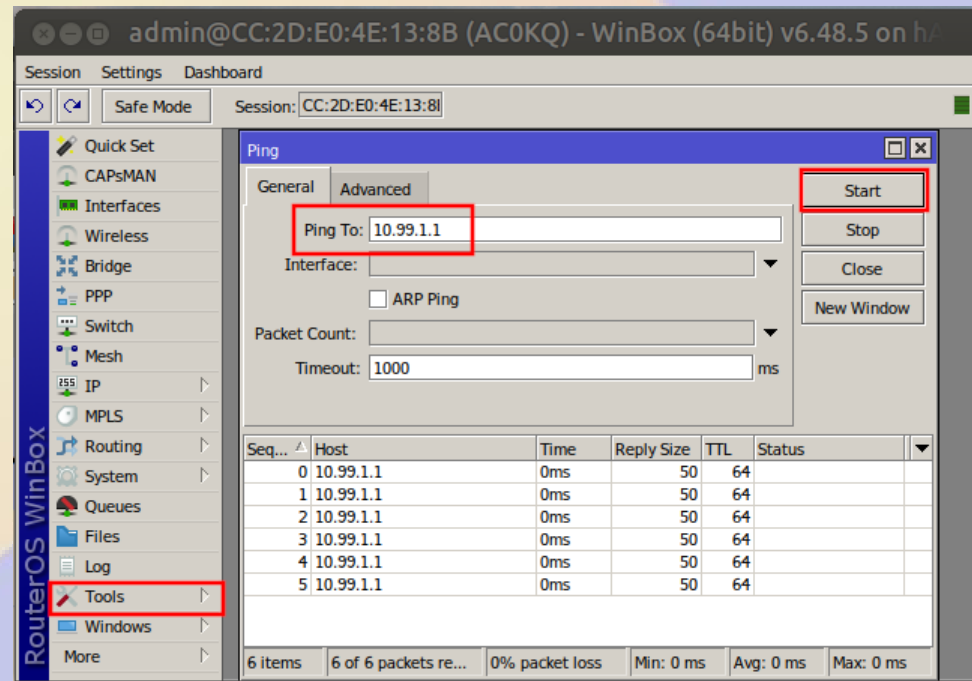 admin@CC:2D:E0:4E:13:8B (AC0KQ) - WinBox (64bit) v6.48.5 on hA
Session Settings Dashboard
Safe Mode Session: CC:2D:E0:4E:13:8
RouterOS WinBox
Quick Set
CAPsMAN
Interfaces
Wireless
Bridge
PPP
Switch
Mesh
255 IP
MPLS
Routing
System
Queues
Files
Log
Tools
Windows
More
Ping
General Advanced
Ping To: 10.99.1.1
Interface:
ARP Ping
Packet Count:
Timeout: 1000 ms
Start
Stop
Close
New Window
Seq... Host Time Reply Size TTL Status
0 10.99.1.1 0ms 50 64
1 10.99.1.1 0ms 50 64
2 10.99.1.1 0ms 50 64
3 10.99.1.1 0ms 50 64
4 10.99.1.1 0ms 50 64
5 10.99.1.1 0ms 50 64
6 items 6 of 6 packets re... 0% packet loss Min: 0 ms Avg: 0 ms Max: 0 ms